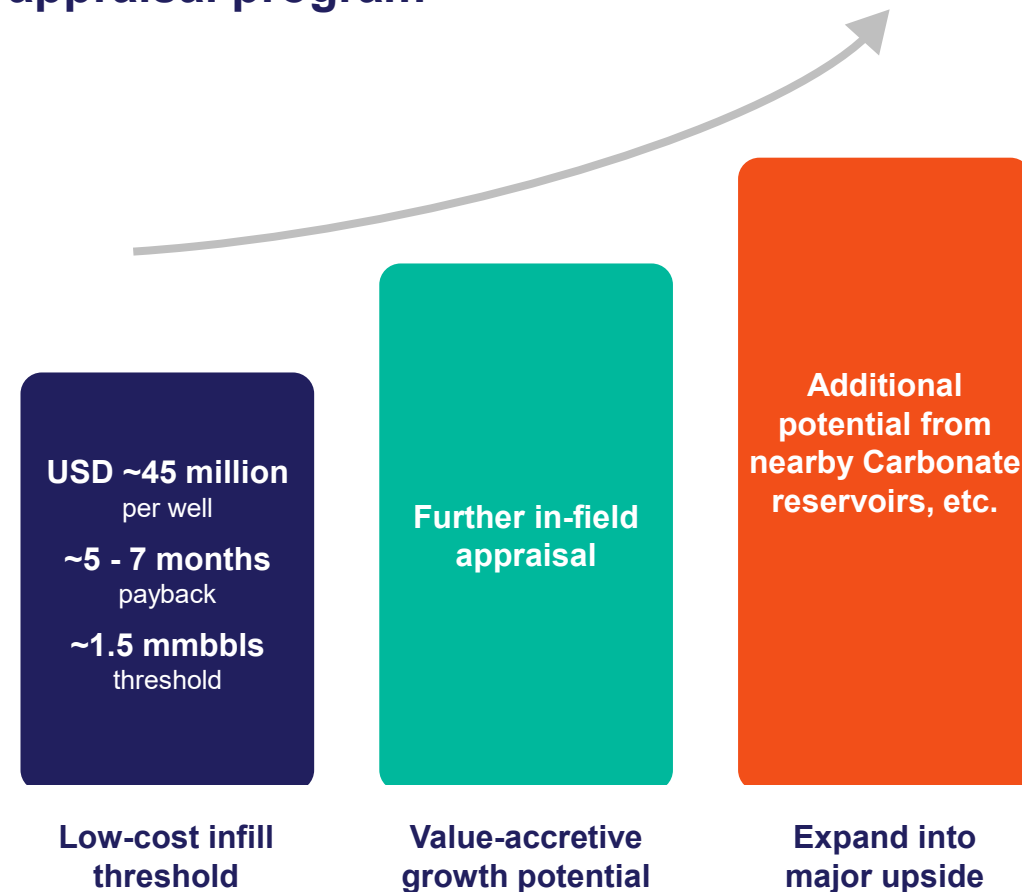 appraisal program
USD ~45 million
per well
~5 - 7 months
payback
~1.5 mmbbls
threshold
Further in-field
appraisal
Additional
potential from
nearby Carbonate
reservoirs, etc.
Low-cost infill
threshold
Value-accretive
growth potential
Expand into
major upside